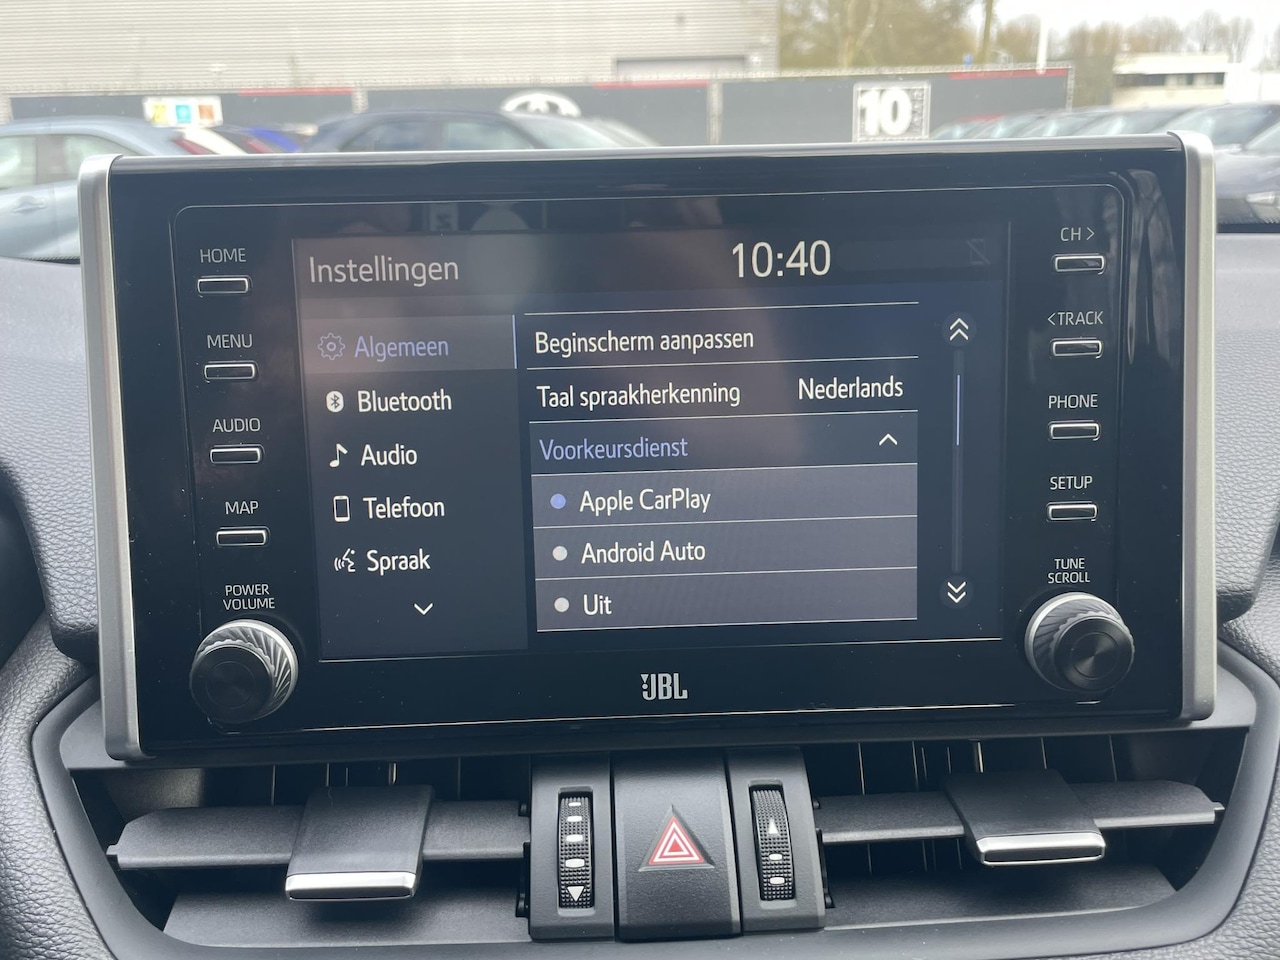 10
HOME
MENU
AUDIO
MAP
POWER
VOLUME
Instellingen
10:40
Algemeen
Bluetooth
Audio
Telefoon
Spraak
Beginscherm aanpassen
Taal spraakherkenning Nederlands
Voorkeursdienst
Apple CarPlay
Android Auto
Uit
CH >
< TRACK
PHONE
SETUP
TUNE
SCROLL
JBL